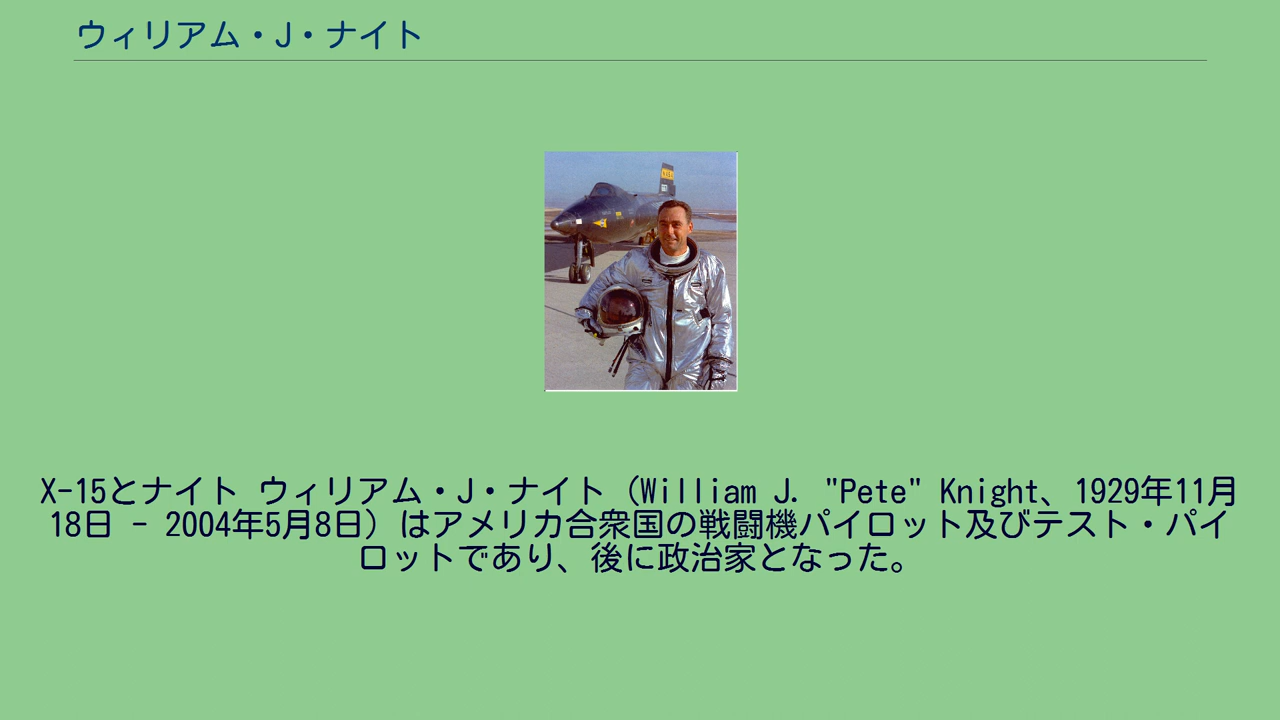 ウィリアム・J・ナイト
X-15とナイト ウィリアム・J・ナイト（William J. "Pete" Knight、1929年11月
18日 - 2004年5月8日）はアメリカ合衆国の戦闘機パイロット及びテスト・パイ
ロットであり、後に政治家となった。